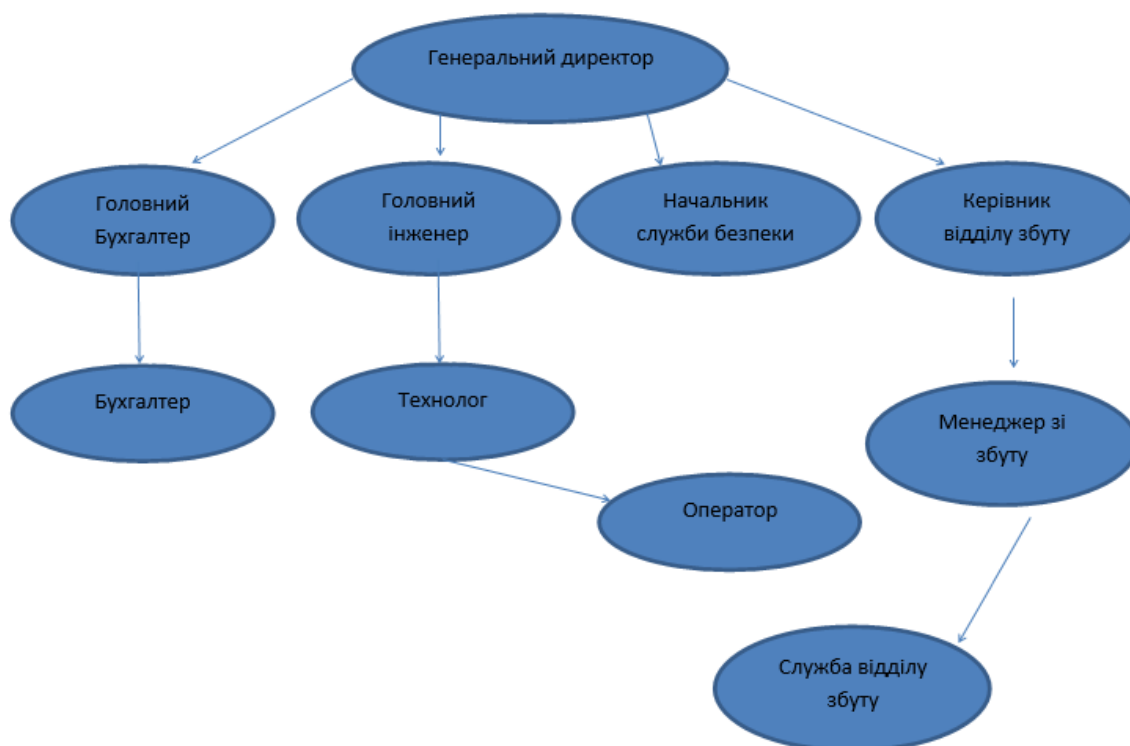 Генеральний директор
Головний
Бухгалтер
Головний
інженер
Начальник
служби безпеки
Керівник
відділу збуту
Бухгалтер
Технолог
Менеджер зі
збуту
Оператор
Служба відділу
збуту